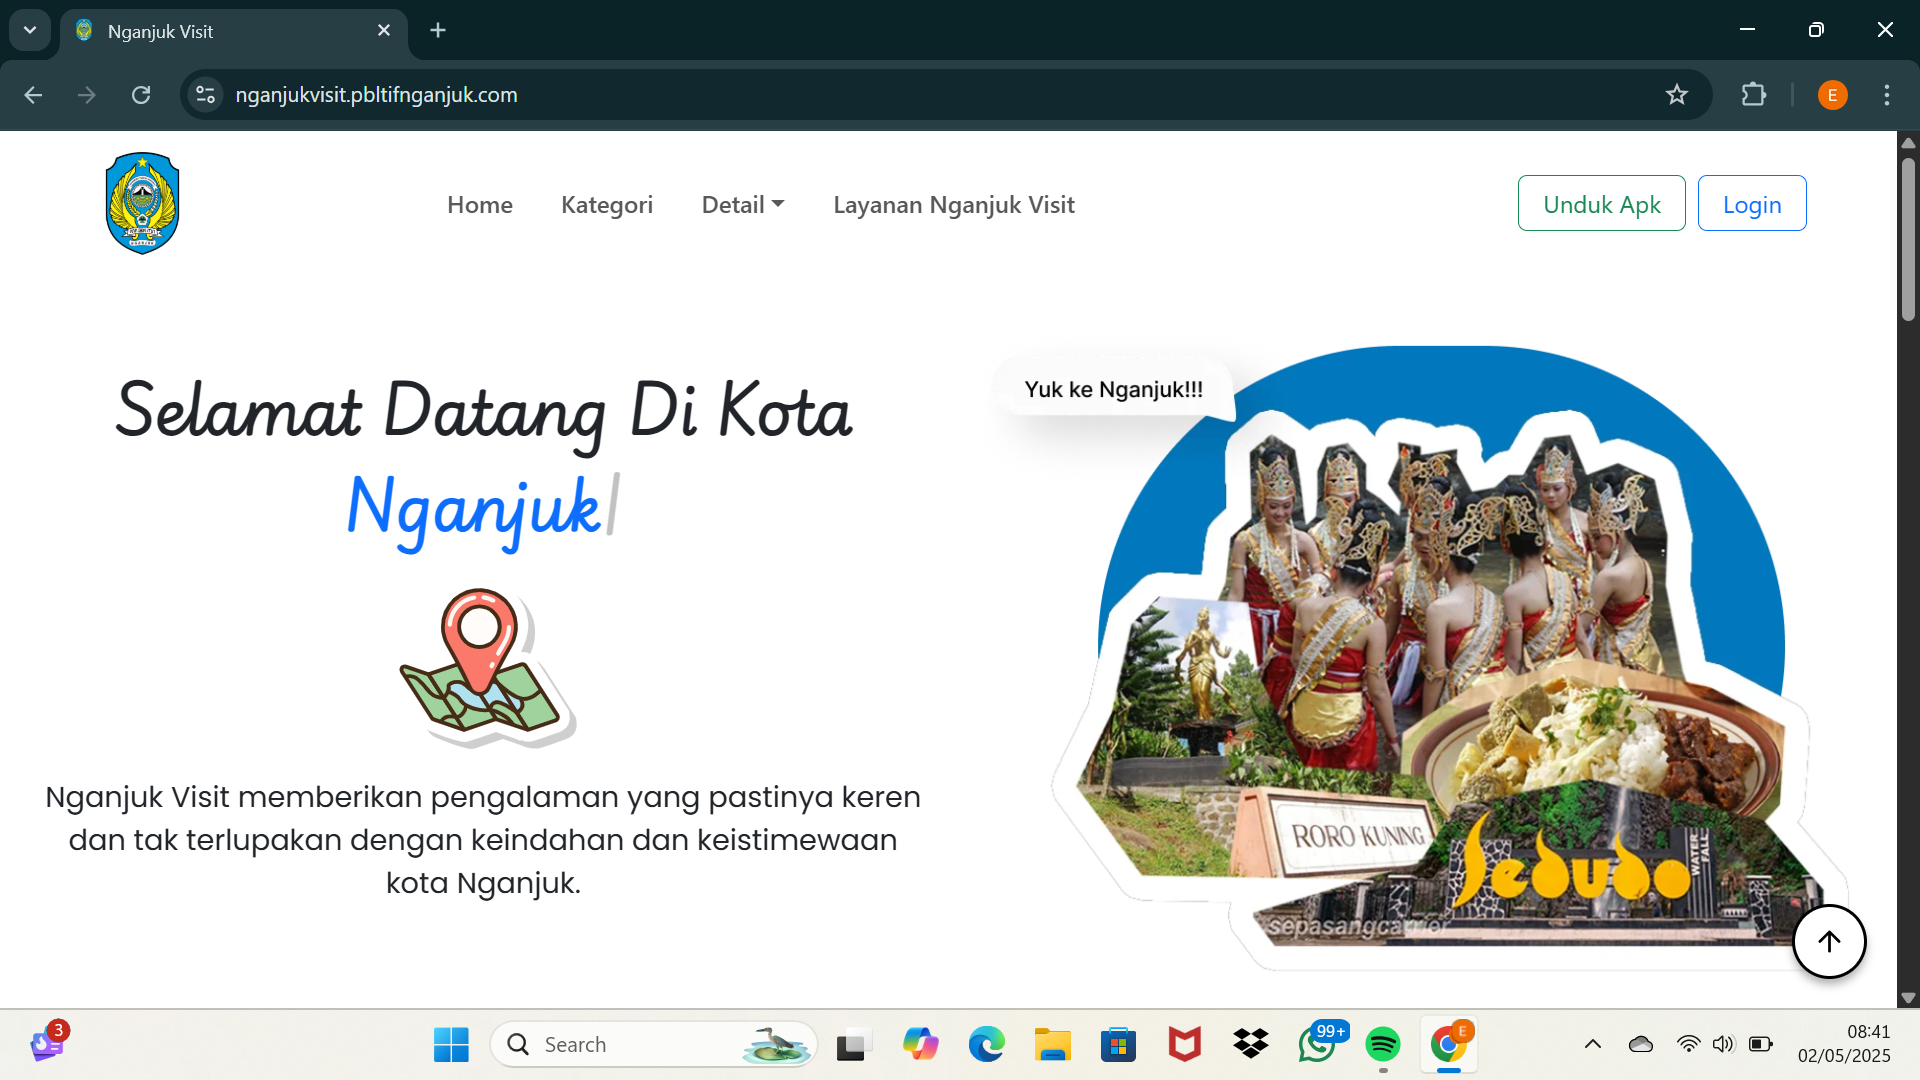 Nganjuk Visit
nganjukvisit.pbltifnganjuk.com
E
Home
Kategori
Detail
Layanan Nganjuk Visit
Unduk Apk
Login
Selamat Datang Di Kota
Nganjuk
Yuk ke Nganjuk!!!
Nganjuk Visit memberikan pengalaman yang pastinya keren
dan tak terlupakan dengan keindahan dan keistimewaan
kota Nganjuk.
RORO KUNING
Sedudo
WATER
FALL
sepasangcarrier
3
Search
99+
E
08:41
02/05/2025